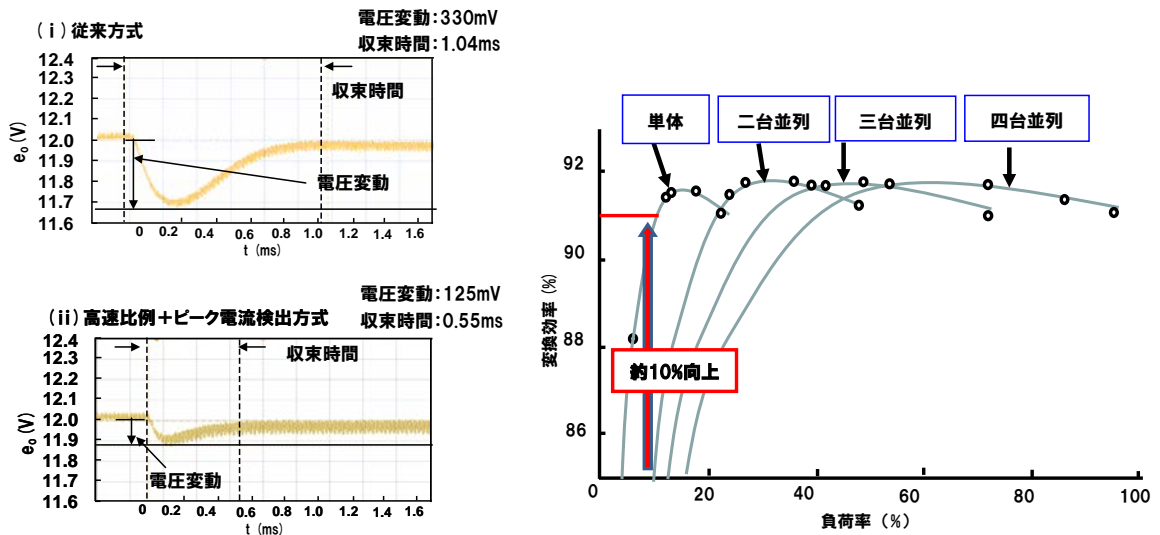 電圧変動:330mV
(ⅰ)従来方式
収束時間:1.04ms
12.4
12.3
12.2
12.1
12.0
11.9
11.8
11.7
11.6
e₀(V)
収束時間
電圧変動
0 0.2 0.4 0.6 0.8 1.0 1.2 1.4 1.6
t (ms)
電圧変動:125mV
(ii)高速比例+ピーク電流検出方式
収束時間:0.55ms
12.4
12.3
12.2
12.1
12.0
11.9
11.8
11.7
11.6
e₀(V)
収束時間
電圧変動
0 0.2 0.4 0.6 0.8 1.0 1.2 1.4 1.6
t (ms)
単体 二台並列 三台並列 四台並列
92
90
88
86
変換効率(%)
約10%向上
0 20 40 60 80 100
負荷率(%)